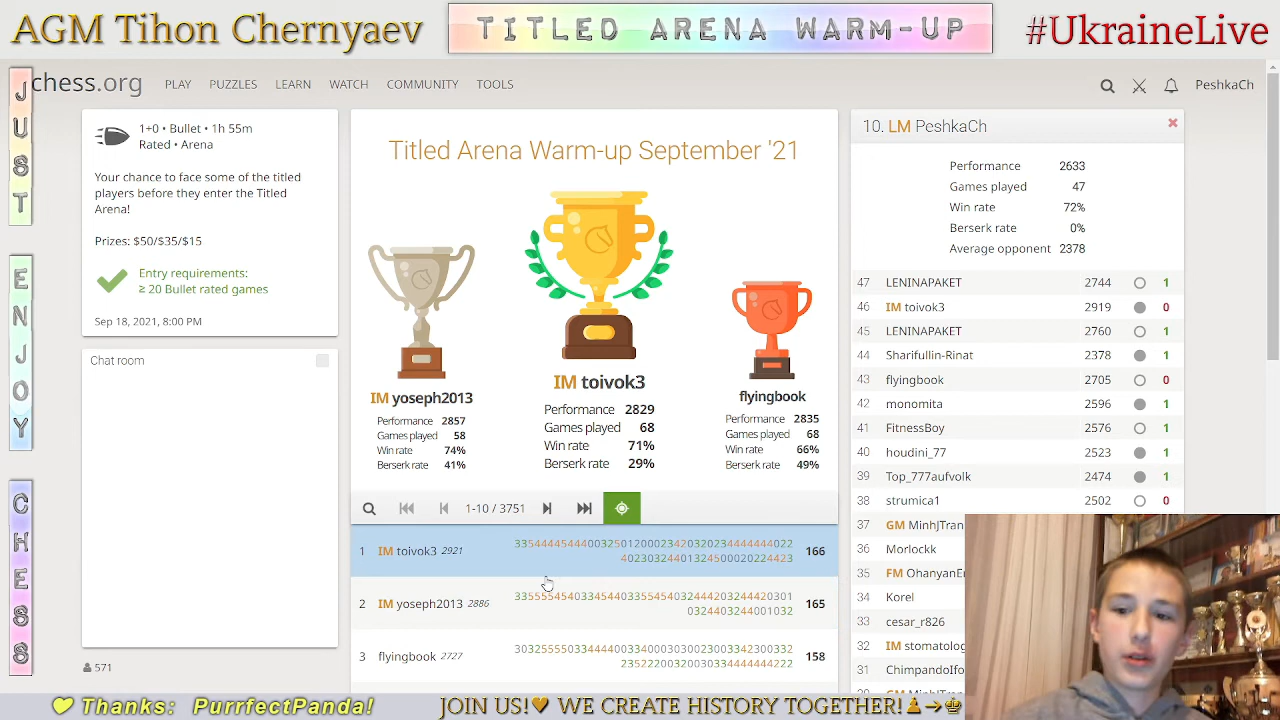 AGM Tihon Chernyaev
TITLED ARENA WARM-UP
#UkraineLive
JUST
ENJOY
CHESS
chess.org
PLAY PUZZLES LEARN WATCH COMMUNITY TOOLS
PeshkaCh
1+0 • Bullet • 1h 55m
Rated • Arena
Your chance to face some of the titled
players before they enter the Titled
Arena!
Prizes: $50/$35/$15
Entry requirements:
≥ 20 Bullet rated games
Sep 18, 2021, 8:00 PM
Chat room
571
Titled Arena Warm-up September '21
IM yoseph2013
Performance 2857
Games played 58
Win rate 74%
Berserk rate 41%
IM toivok3
Performance 2829
Games played 68
Win rate 71%
Berserk rate 29%
flyingbook
Performance 2835
Games played 68
Win rate 66%
Berserk rate 49%
1-10 / 3751
1 IM toivok3 2921 166
2 IM yoseph2013 2886 165
3 flyingbook 2727 158
10. LM PeshkaCh
Performance 2633
Games played 47
Win rate 72%
Berserk rate 0%
Average opponent 2378
47 LENINAPAKET 2744 1
46 IM toivok3 2919 0
45 LENINAPAKET 2760 1
44 Sharifullin-Rinat 2378 1
43 flyingbook 2705 0
42 monomita 2596 1
41 FitnessBoy 2576 1
40 houdini_77 2523 1
39 Top_777aufvolk 2474 1
38 strumica1 2502 0
37 GM MinhJTran
36 Morlockk
35 FM OhanyanEm
34 Korel
33 cesar_r826
32 IM stomatolog
31 ChimpandoIfo
Thanks: PurrfectPanda!
JOIN US! WE CREATE HISTORY TOGETHER!